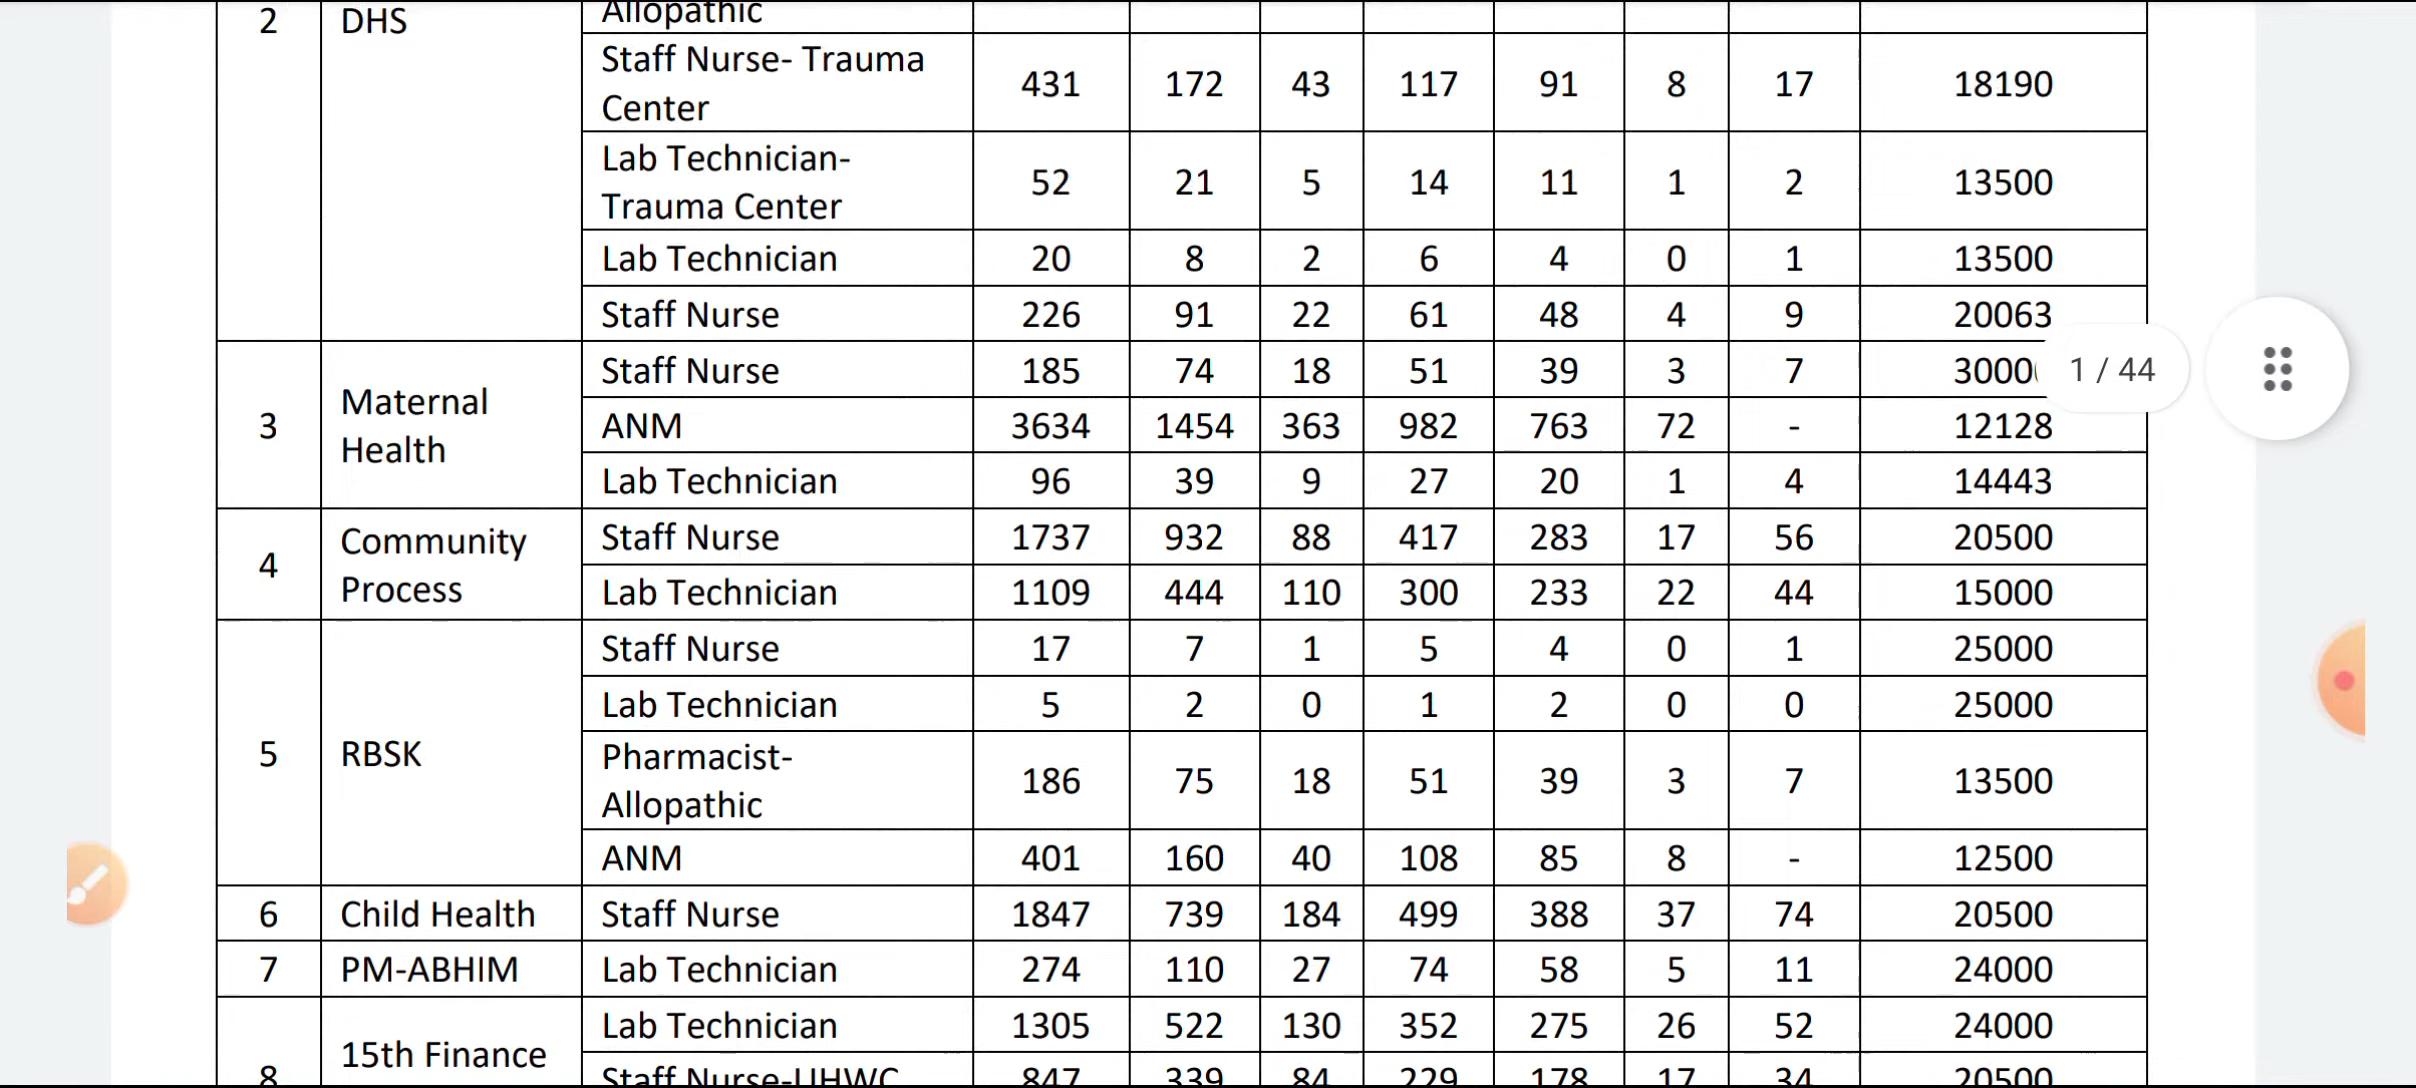 2 DHS Allopathic
Staff Nurse- Trauma Center 431 172 43 117 91 8 17 18190
Lab Technician- Trauma Center 52 21 5 14 11 1 2 13500
Lab Technician 20 8 2 6 4 0 1 13500
Staff Nurse 226 91 22 61 48 4 9 20063
3 Maternal Health Staff Nurse 185 74 18 51 39 3 7 3000
1 / 44
ANM 3634 1454 363 982 763 72 - 12128
Lab Technician 96 39 9 27 20 1 4 14443
4 Community Process Staff Nurse 1737 932 88 417 283 17 56 20500
Lab Technician 1109 444 110 300 233 22 44 15000
5 RBSK Staff Nurse 17 7 1 5 4 0 1 25000
Lab Technician 5 2 0 1 2 0 0 25000
Pharmacist- Allopathic 186 75 18 51 39 3 7 13500
ANM 401 160 40 108 85 8 - 12500
6 Child Health Staff Nurse 1847 739 184 499 388 37 74 20500
7 PM-ABHIM Lab Technician 274 110 27 74 58 5 11 24000
8 15th Finance Lab Technician 1305 522 130 352 275 26 52 24000
Staff Nurse-UHWC 847 339 84 229 178 17 34 20500